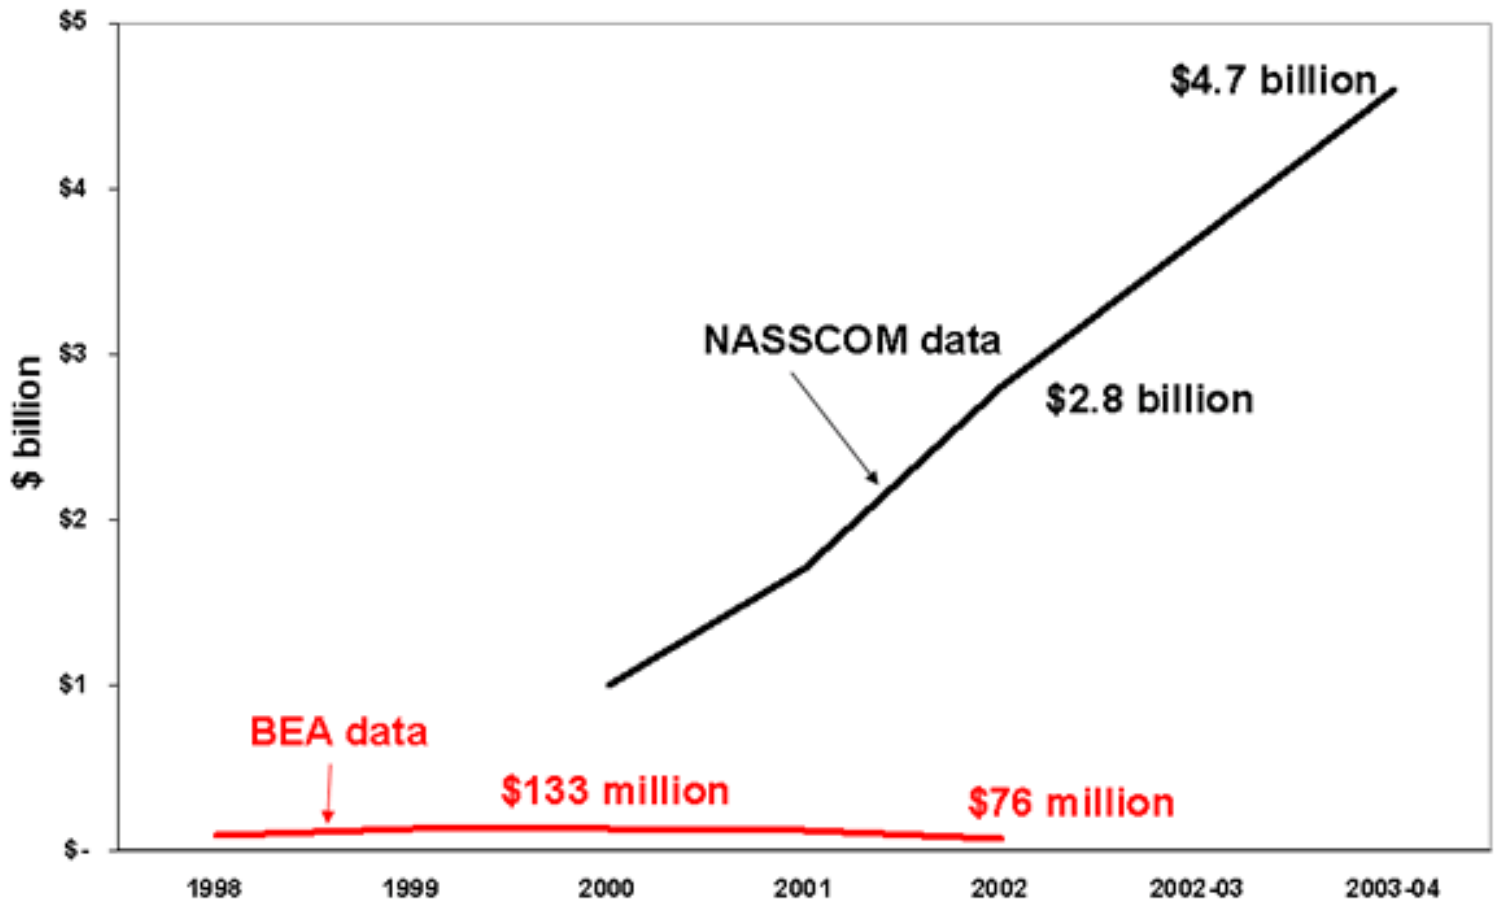 $5
$4.7 billion
$4
NASSCOM data
$3
$2.8 billion
$ billion
$2
$1
BEA data
$133 million
$76 million
$-
1998 1999 2000 2001 2002 2002-03 2003-04